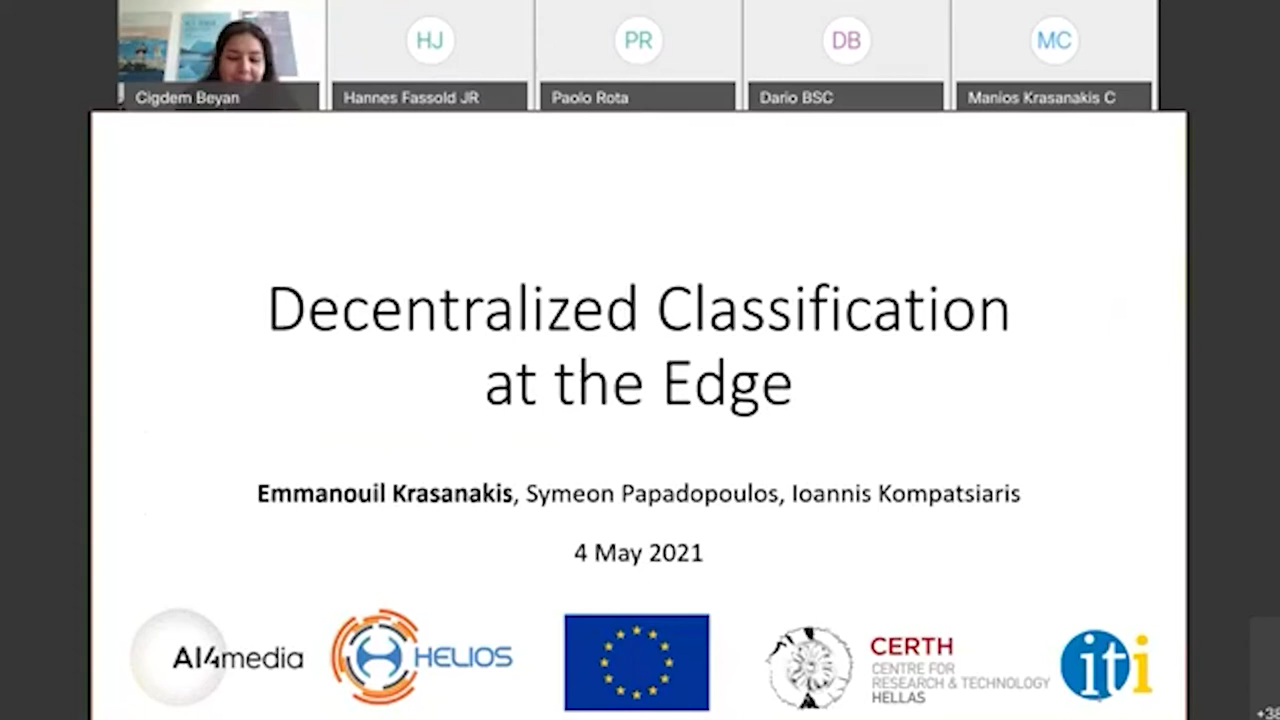 HJ
PR
DB
MC
Cigdem Beyan
Hannes Fassold JR
Paolo Rota
Dario BSC
Manios Krasanakis C
Decentralized Classification
at the Edge
Emmanouil Krasanakis, Symeon Papadopoulos, Ioannis Kompatsiaris
4 May 2021
AI4media
HELIOS
CERTH
CENTRE FOR
RESEARCH & TECHNOLOGY
HELLAS
iti